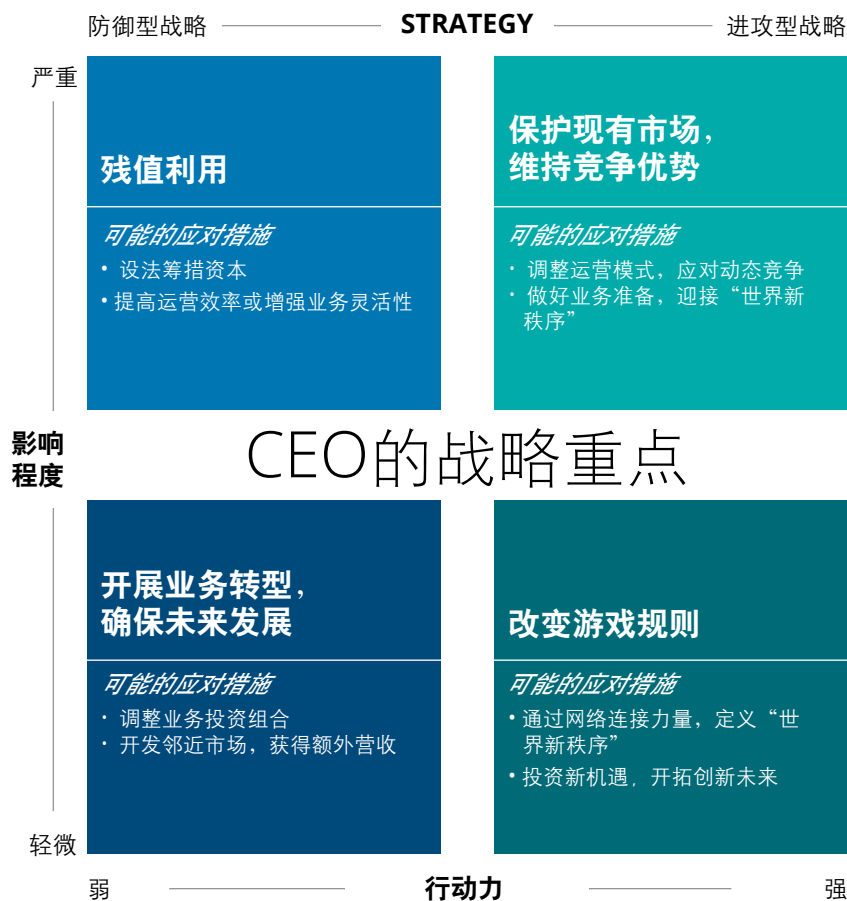 防御型战略 STRATEGY 进攻型战略
严重
残值利用
可能的应对措施
• 设法筹措资本
• 提高运营效率或增强业务灵活性
保护现有市场，
维持竞争优势
可能的应对措施
• 调整运营模式，应对动态竞争
• 做好业务准备，迎接“世界新
秩序”
影响
程度
CEO的战略重点
开展业务转型，
确保未来发展
可能的应对措施
• 调整业务投资组合
• 开发邻近市场，获得额外营收
改变游戏规则
可能的应对措施
• 通过网络连接力量，定义“世
界新秩序”
• 投资新机遇，开拓创新未来
轻微
弱 行动力 强